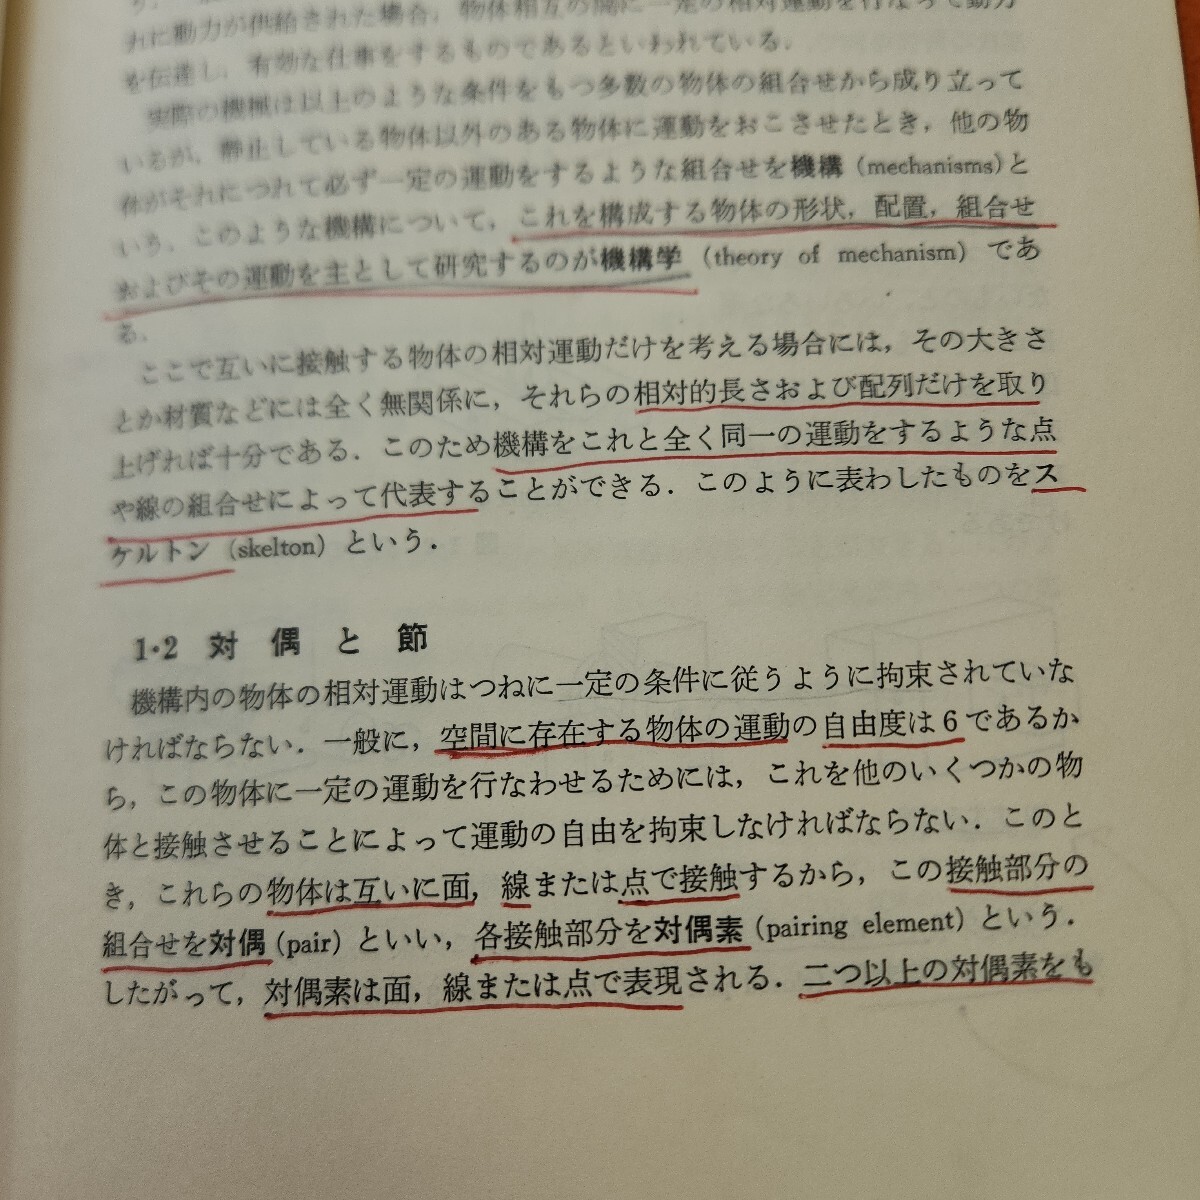 れに動力が供給された場合，物体相互の間に一定の相対運動を行なって動力
を伝達し，有効な仕事をするものであるといわれている．
実際の機械は以上のような条件をもつ多数の物体の組合せから成り立って
いるが，静止している物体以外のある物体に運動をおこさせたとき，他の物
体がそれにつれて必ず一定の運動をするような組合せを機構（mechanisms）と
いう．このような機構について，これを構成する物体の形状，配置，組合せ
およびその運動を主として研究するのが機構学（theory of mechanism）であ
る．
ここで互いに接触する物体の相対運動だけを考える場合には，その大きさ
とか材質などには全く無関係に，それらの相対的長さおよび配列だけを取り
上げれば十分である．このため機構をこれと全く同一の運動をするような点
や線の組合せによって代表することができる．このように表わしたものをス
ケルトン（skelton）という．
1・2 対偶と節
機構内の物体の相対運動はつねに一定の条件に従うように拘束されていな
ければならない．一般に，空間に存在する物体の運動の自由度は6であるか
ら，この物体に一定の運動を行なわせるためには，これを他のいくつかの物
体と接触させることによって運動の自由を拘束しなければならない．このと
き，これらの物体は互いに面，線または点で接触するから，この接触部分の
組合せを対偶（pair）といい，各接触部分を対偶素（pairing element）という．
したがって，対偶素は面，線または点で表現される．二つ以上の対偶素をも